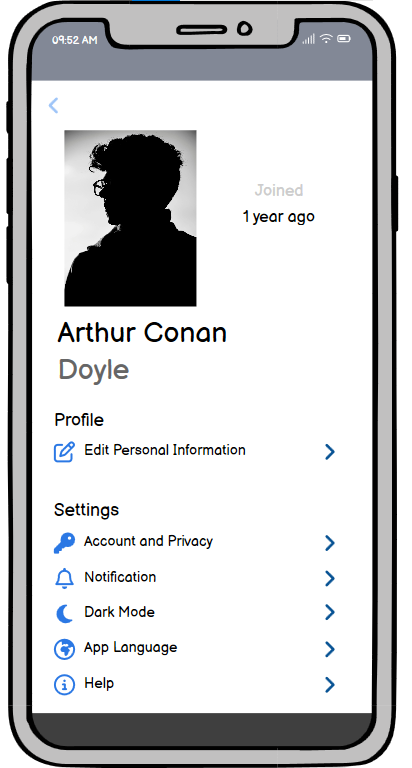 09:52 AM
Joined
1 year ago
Arthur Conan
Doyle
Profile
Edit Personal Information
Settings
Account and Privacy
Notification
Dark Mode
App Language
Help